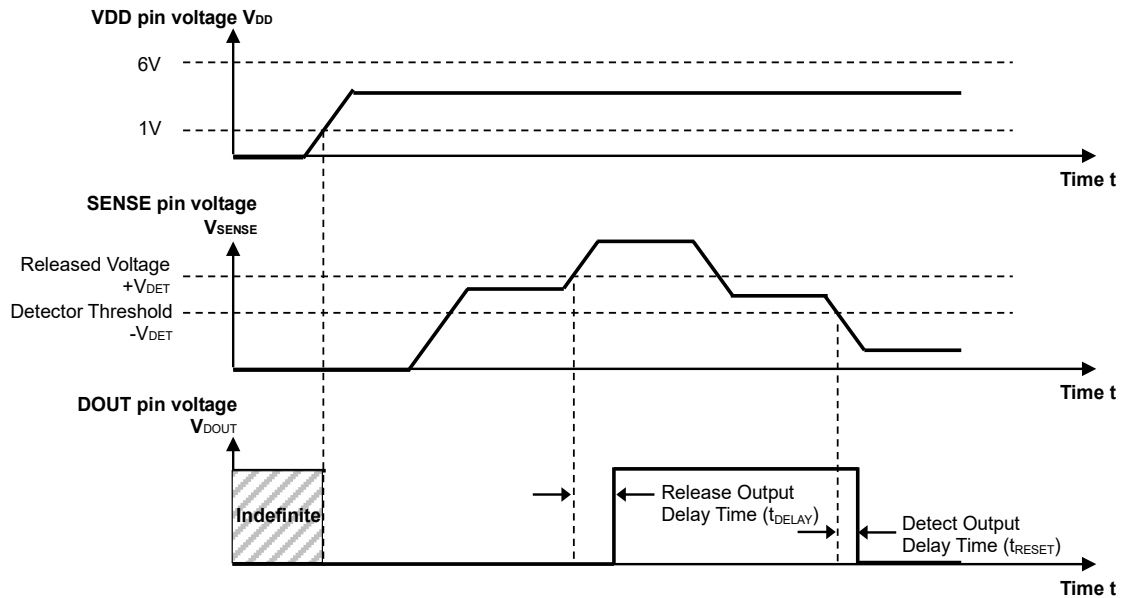 VDD pin voltage VDD
6V
1V
Time t
SENSE pin voltage
VSENSE
Released Voltage
+VDET
Detector Threshold
-VDET
Time t
DOUT pin voltage
VDOUT
Indefinite
Release Output
Delay Time (tDELAY)
Detect Output
Delay Time (tRESET)
Time t